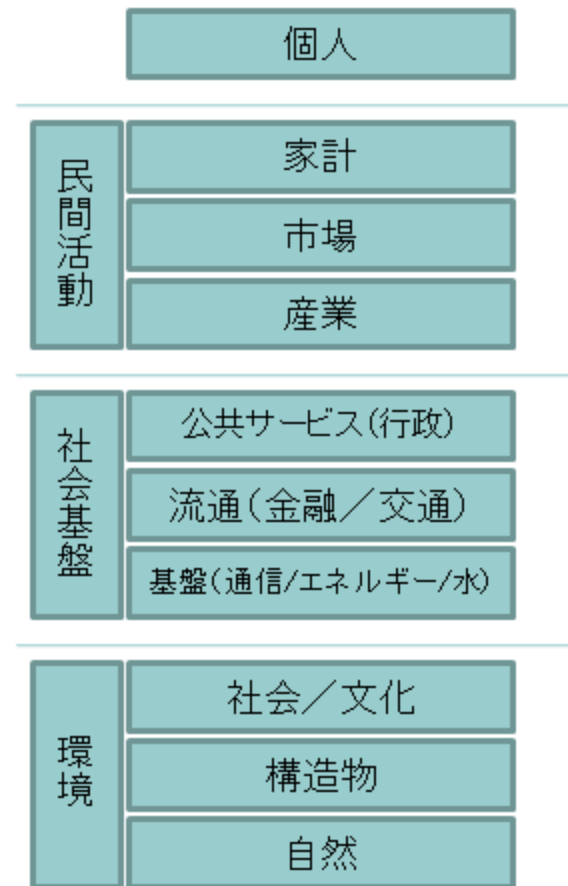 個人
民間活動
家計
市場
産業
社会基盤
公共サービス(行政)
流通(金融／交通)
基盤(通信/エネルギー/水)
環境
社会／文化
構造物
自然